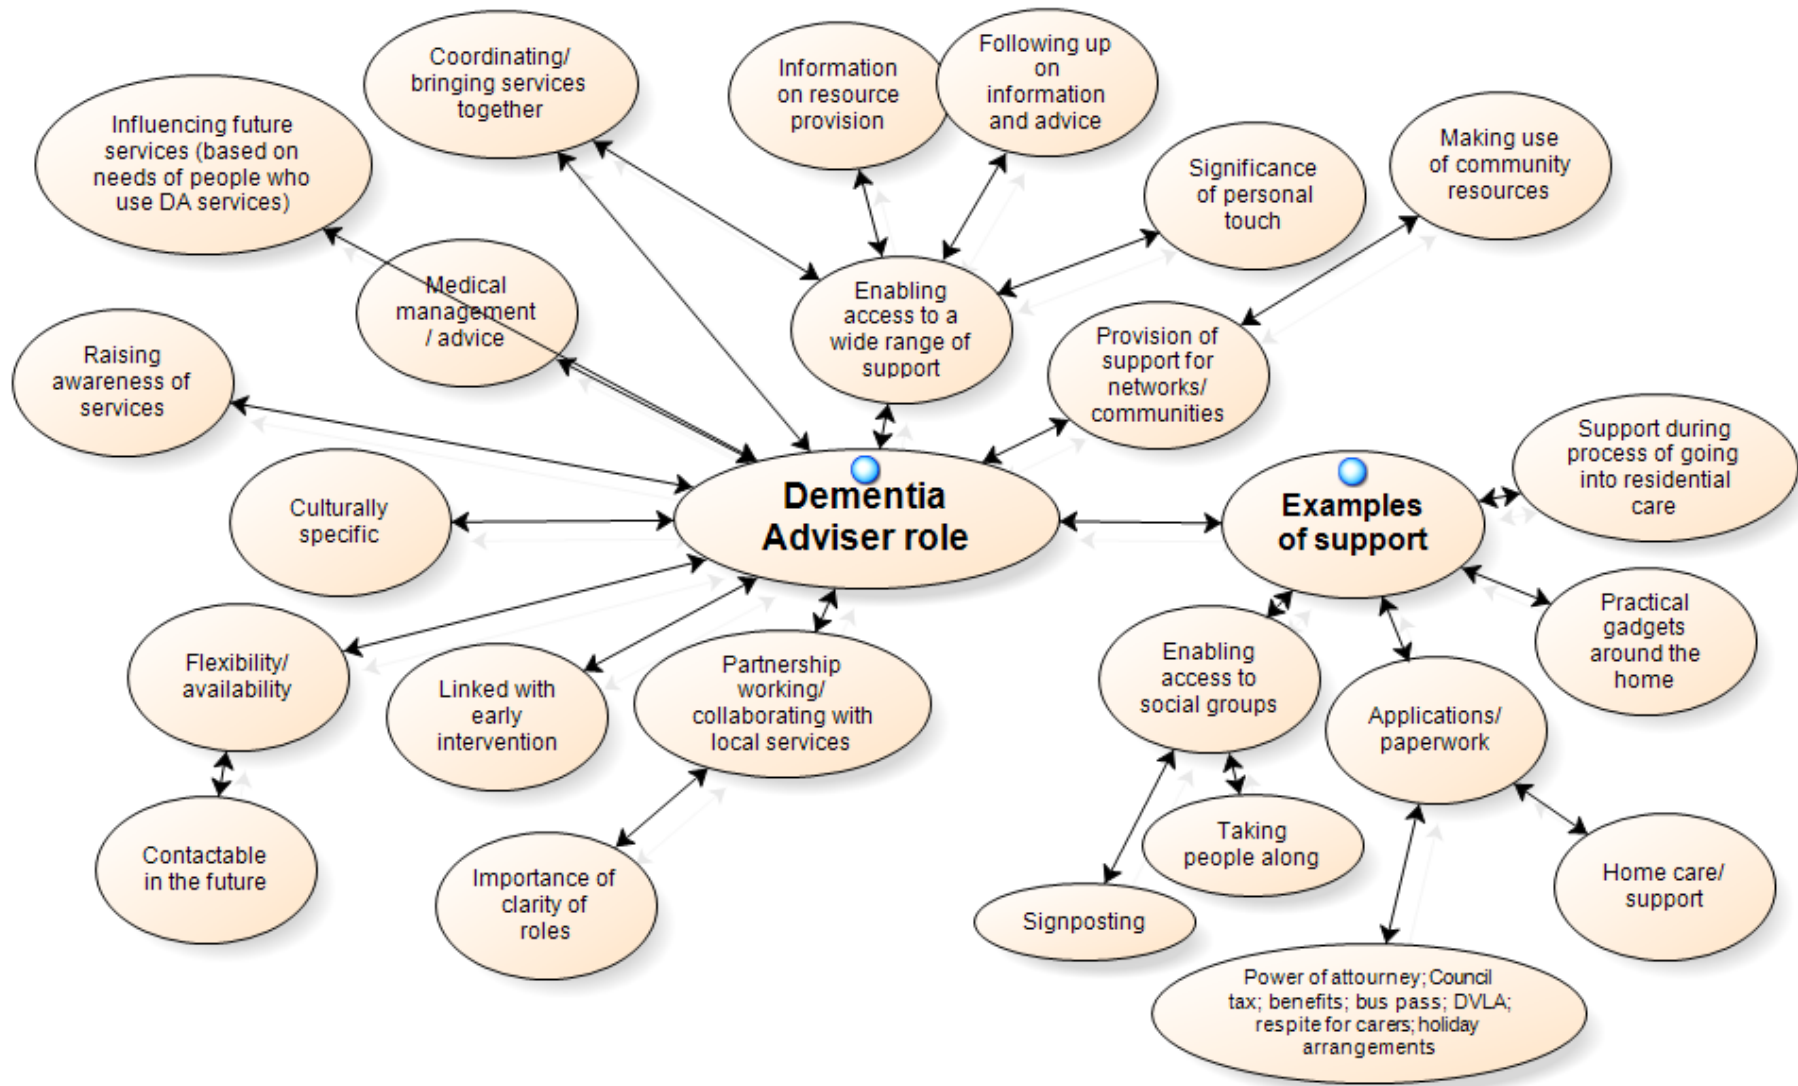 Coordinating/
bringing services
together
Information
on resource
provision
Following up
on
information
and advice
Influencing future
services (based on
needs of people who
use DA services)
Significance
of personal
touch
Making use
of community
resources
Medical
management
/ advice
Enabling
access to a
wide range of
support
Provision of
support for
networks/
communities
Raising
awareness of
services
Support during
process of going
into residential
care
Dementia
Adviser role
Examples
of support
Culturally
specific
Practical
gadgets
around the
home
Flexibility/
availability
Linked with
early
intervention
Partnership
working/
collaborating with
local services
Enabling
access to
social groups
Applications/
paperwork
Contactable
in the future
Importance of
clarity of
roles
Taking
people along
Signposting
Home care/
support
Power of attourney; Council
tax; benefits; bus pass; DVLA;
respite for carers; holiday
arrangements